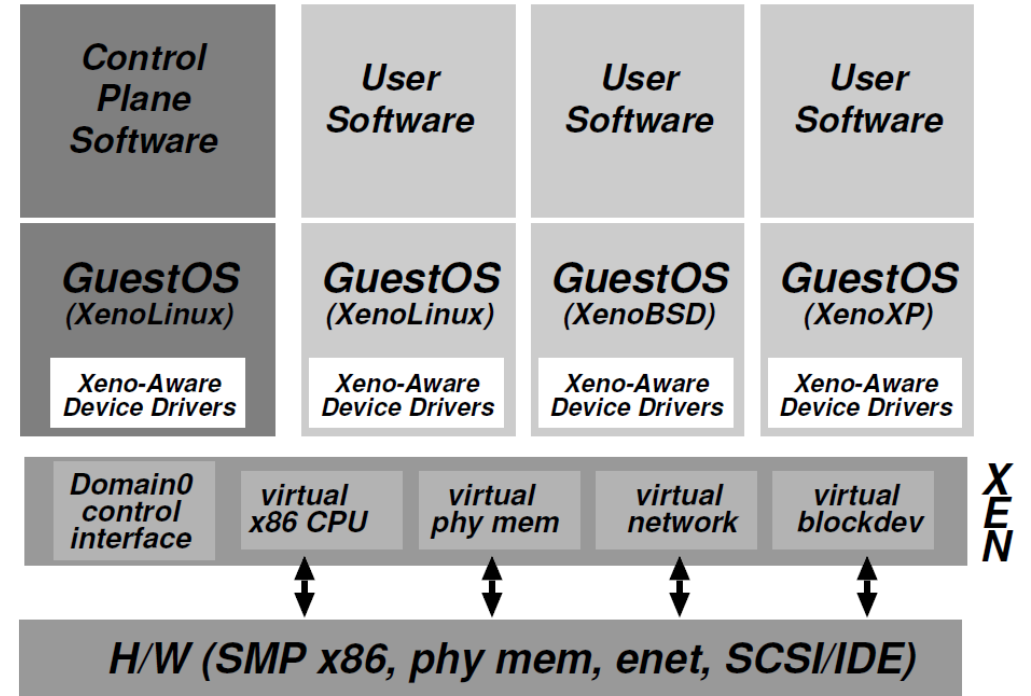 Control
Plane
Software
User
Software
User
Software
User
Software
GuestOS
(XenoLinux)
Xeno-Aware
Device Drivers
GuestOS
(XenoLinux)
Xeno-Aware
Device Drivers
GuestOS
(XenoBSD)
Xeno-Aware
Device Drivers
GuestOS
(XenoXP)
Xeno-Aware
Device Drivers
Domain0
control
interface
virtual
x86 CPU
virtual
phy mem
virtual
network
virtual
blockdev
X
E
N
H/W (SMP x86, phy mem, enet, SCSI/IDE)